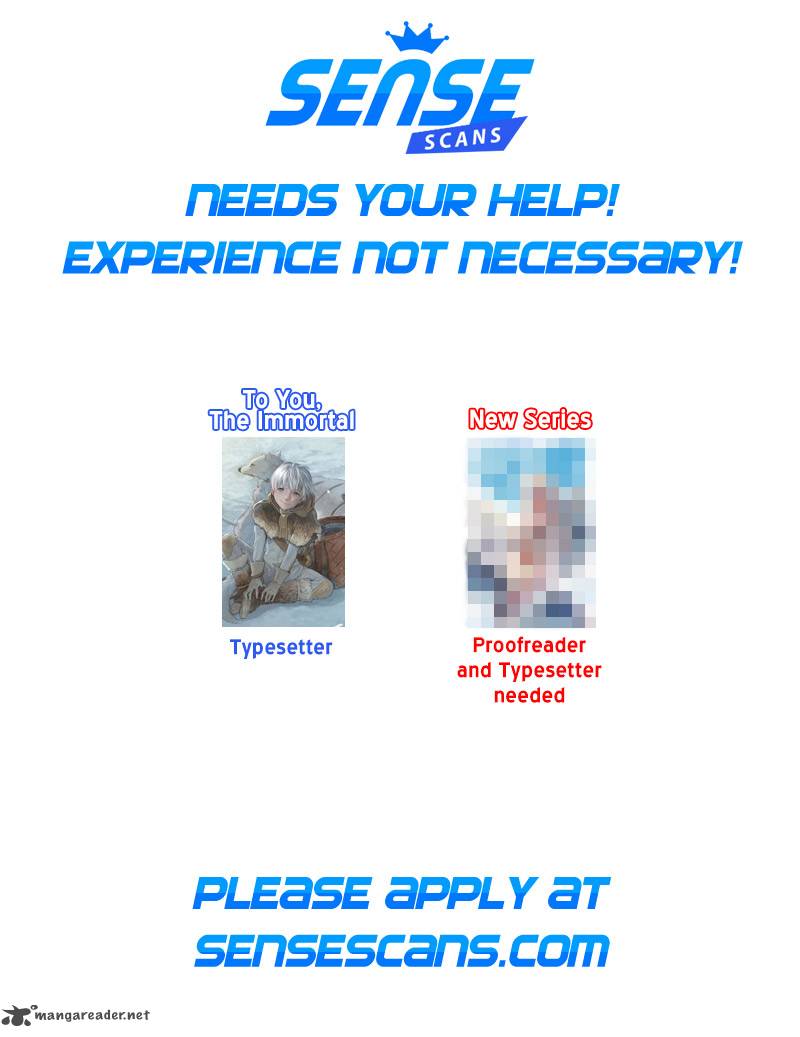 SENSE
SCANS
NEEDS YOUR HELP!
EXPERIENCE NOT NECESSARY!
To You,
The Immortal
New Series
Typesetter
Proofreader
and Typesetter
needed
PLEASE APPLY AT
SENSESCANS.COM
mangareader.net